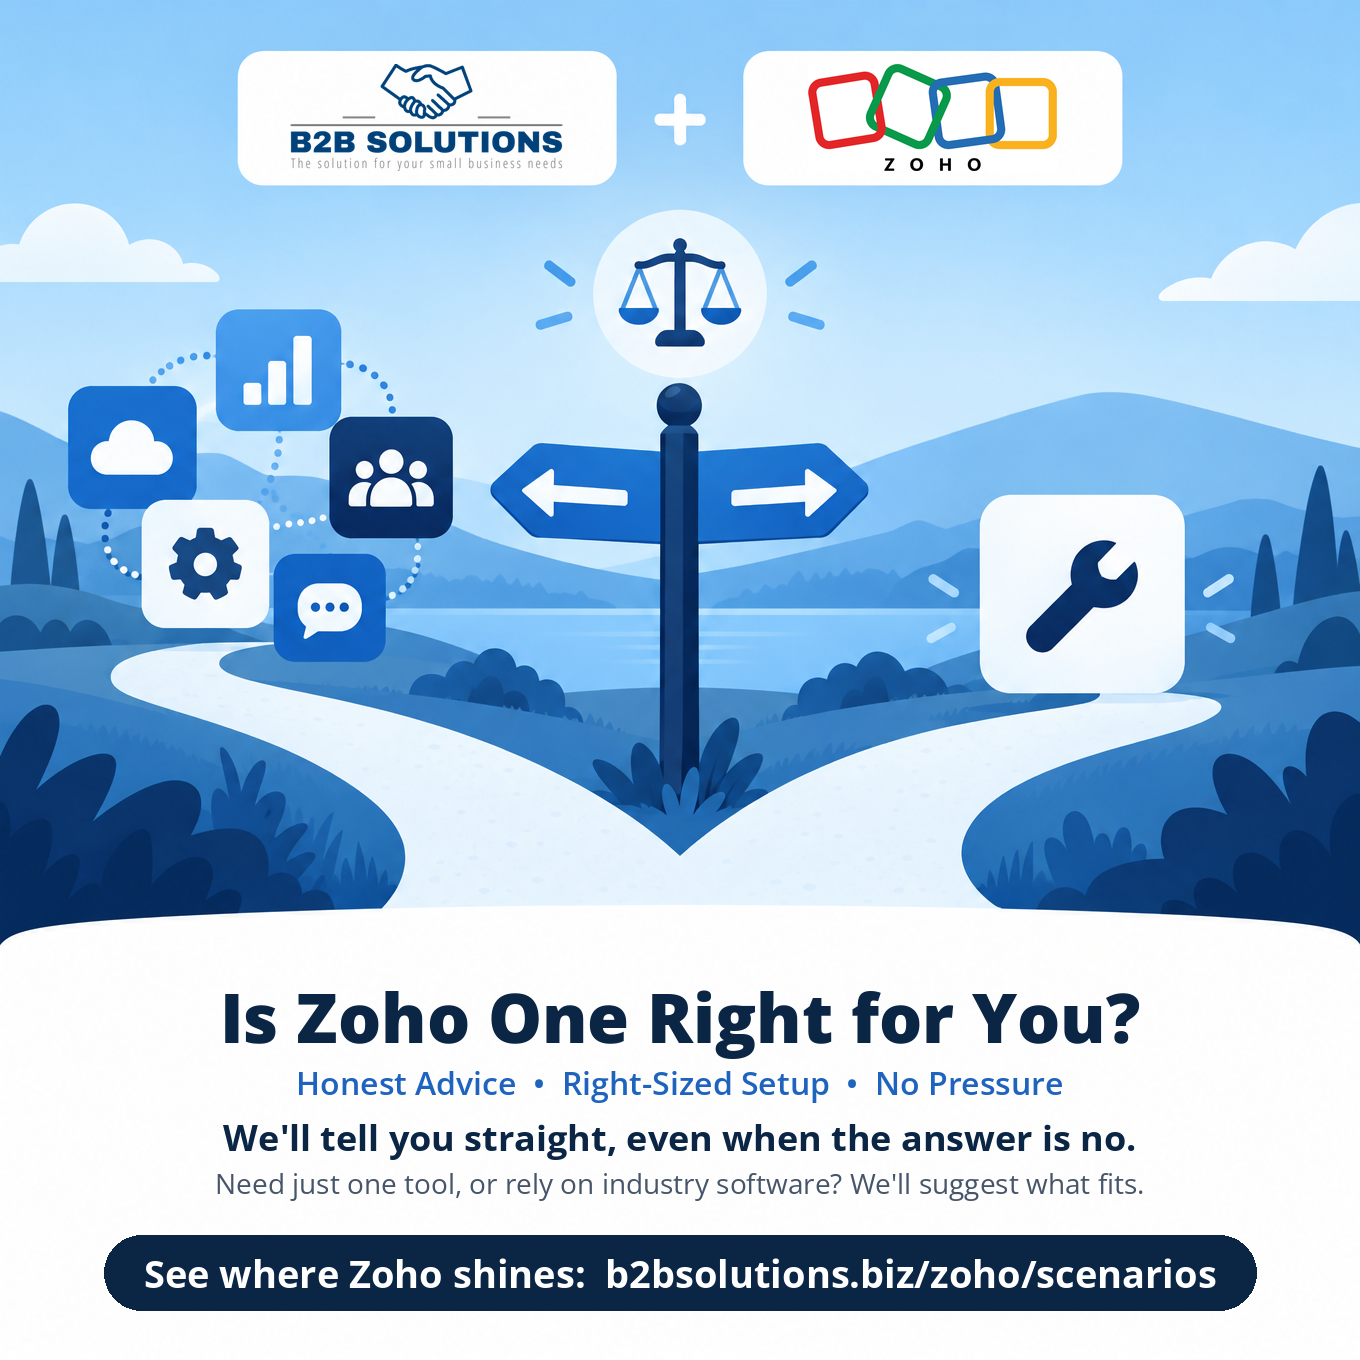 B2B SOLUTIONS
The solution for your small business needs
ZOHO
Is Zoho One Right for You?
Honest Advice • Right-Sized Setup • No Pressure
We'll tell you straight, even when the answer is no.
Need just one tool, or rely on industry software? We'll suggest what fits.
See where Zoho shines: b2bsolutions.biz/zoho/scenarios